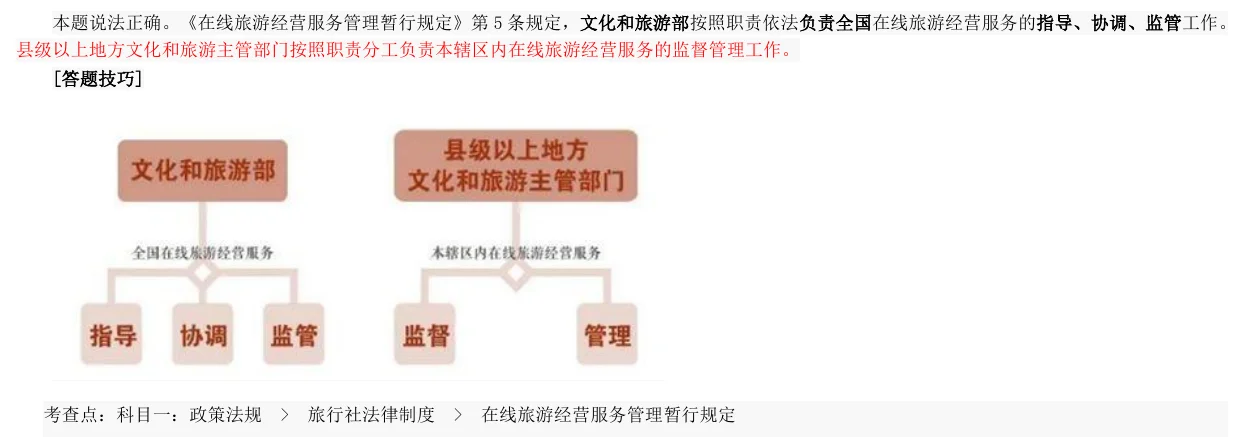 本题说法正确。《在线旅游经营服务管理暂行规定》第 5 条规定，文化和旅游部按照职责依法负责全国在线旅游经营服务的指导、协调、监管工作。
县级以上地方文化和旅游主管部门按照职责分工负责本辖区内在线旅游经营服务的监督管理工作。
[答题技巧]
文化和旅游部
县级以上地方
文化和旅游主管部门
全国在线旅游经营服务
本辖区内在线旅游经营服务
指导 协调 监管 监督 管理
考查点：科目一：政策法规 > 旅行社法律制度 > 在线旅游经营服务管理暂行规定